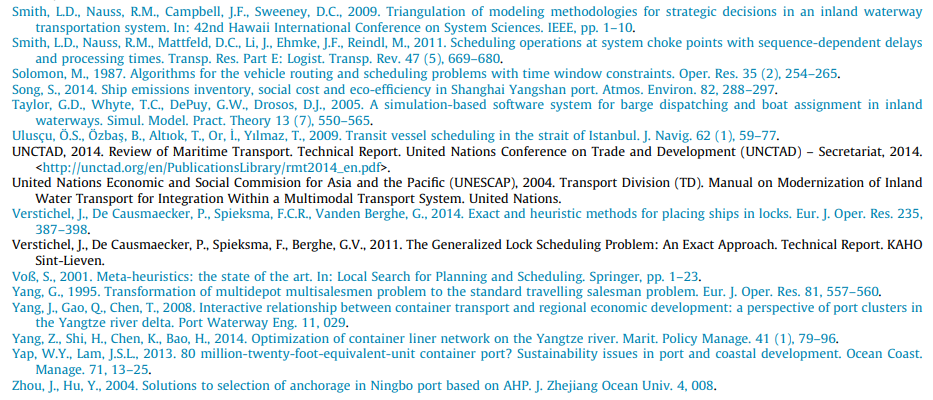 Smith, L.D., Nauss, R.M., Campbell, J.F., Sweeney, D.C., 2009. Triangulation of modeling methodologies for strategic decisions in an inland waterway
transportation system. In: 42nd Hawaii International Conference on System Sciences. IEEE, pp. 1–10.
Smith, L.D., Nauss, R.M., Mattfeld, D.C., Li, J., Ehmke, J.F., Reindl, M., 2011. Scheduling operations at system choke points with sequence-dependent delays
and processing times. Transp. Res. Part E: Logist. Transp. Rev. 47 (5), 669–680.
Solomon, M., 1987. Algorithms for the vehicle routing and scheduling problems with time window constraints. Oper. Res. 35 (2), 254–265.
Song, S., 2014. Ship emissions inventory, social cost and eco-efficiency in Shanghai Yangshan port. Atmos. Environ. 82, 288–297.
Taylor, G.D., Whyte, T.C., DePuy, G.W., Drosos, D.J., 2005. A simulation-based software system for barge dispatching and boat assignment in inland
waterways. Simul. Model. Pract. Theory 13 (7), 550–565.
Ulusçu, Ö.S., Özbaş, B., Altıok, T., Or, İ., Yılmaz, T., 2009. Transit vessel scheduling in the strait of Istanbul. J. Navig. 62 (1), 59–77.
UNCTAD, 2014. Review of Maritime Transport. Technical Report. United Nations Conference on Trade and Development (UNCTAD) – Secretariat, 2014.
<http://unctad.org/en/PublicationsLibrary/rmt2014_en.pdf>.
United Nations Economic and Social Commision for Asia and the Pacific (UNESCAP), 2004. Transport Division (TD). Manual on Modernization of Inland
Water Transport for Integration Within a Multimodal Transport System. United Nations.
Verstichel, J., De Causmaecker, P., Spieksma, F.C.R., Vanden Berghe, G., 2014. Exact and heuristic methods for placing ships in locks. Eur. J. Oper. Res. 235,
387–398.
Verstichel, J., De Causmaecker, P., Spieksma, F., Berghe, G.V., 2011. The Generalized Lock Scheduling Problem: An Exact Approach. Technical Report. KAHO
Sint-Lieven.
Voß, S., 2001. Meta-heuristics: the state of the art. In: Local Search for Planning and Scheduling. Springer, pp. 1–23.
Yang, G., 1995. Transformation of multidepot multisalesmen problem to the standard travelling salesman problem. Eur. J. Oper. Res. 81, 557–560.
Yang, J., Gao, Q., Chen, T., 2008. Interactive relationship between container transport and regional economic development: a perspective of port clusters in
the Yangtze river delta. Port Waterway Eng. 11, 029.
Yang, Z., Shi, H., Chen, K., Bao, H., 2014. Optimization of container liner network on the Yangtze river. Marit. Policy Manage. 41 (1), 79–96.
Yap, W.Y., Lam, J.S.L., 2013. 80 million-twenty-foot-equivalent-unit container port? Sustainability issues in port and coastal development. Ocean Coast.
Manage. 71, 13–25.
Zhou, J., Hu, Y., 2004. Solutions to selection of anchorage in Ningbo port based on AHP. J. Zhejiang Ocean Univ. 4, 008.